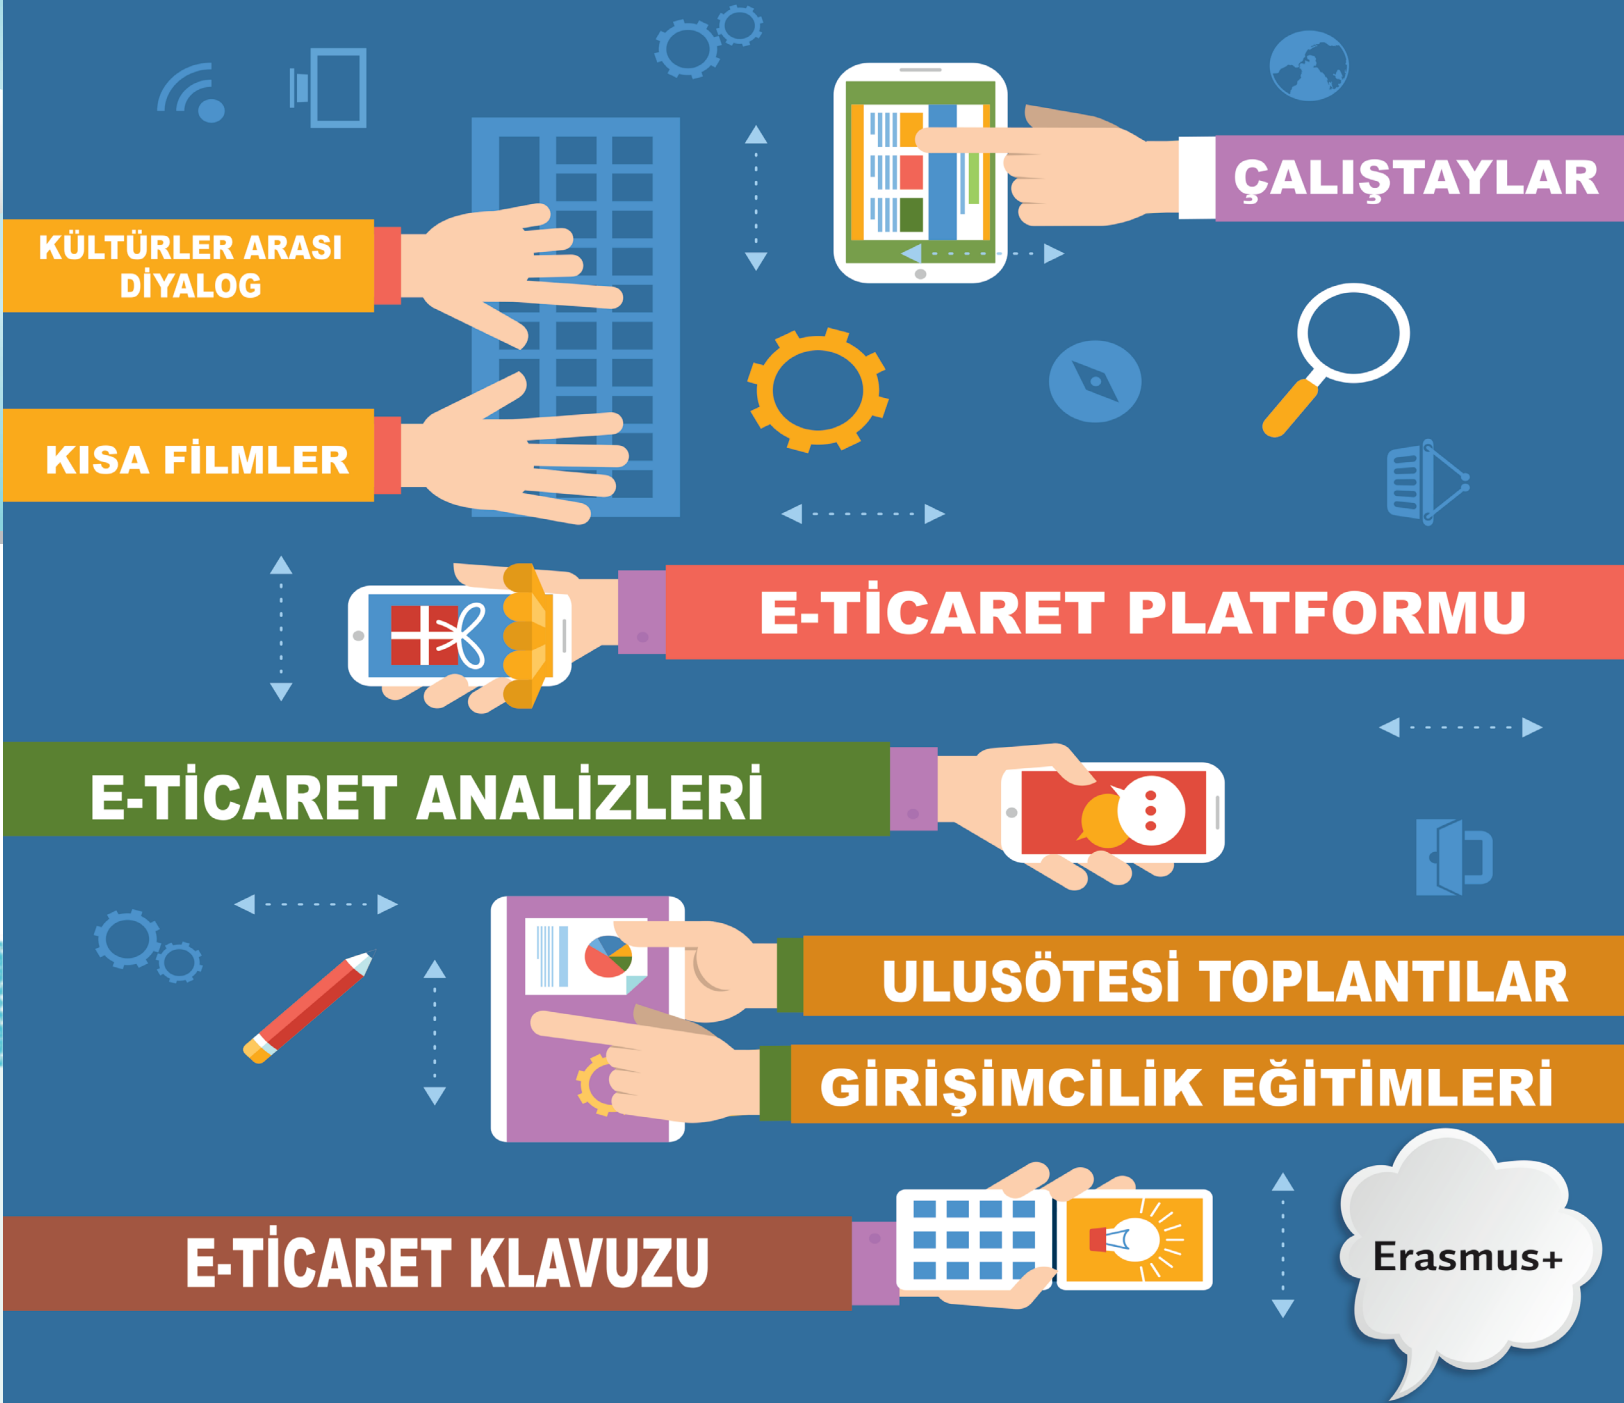 ÇALIŞTAYLAR
KÜLTÜRLER ARASI
DİYALOG
KISA FİLMLER
E-TİCARET PLATFORMU
E-TİCARET ANALİZLERİ
ULUSÖTESİ TOPLANTILAR
GİRİŞİMCİLİK EĞİTİMLERİ
E-TİCARET KLAVUZU
Erasmus+